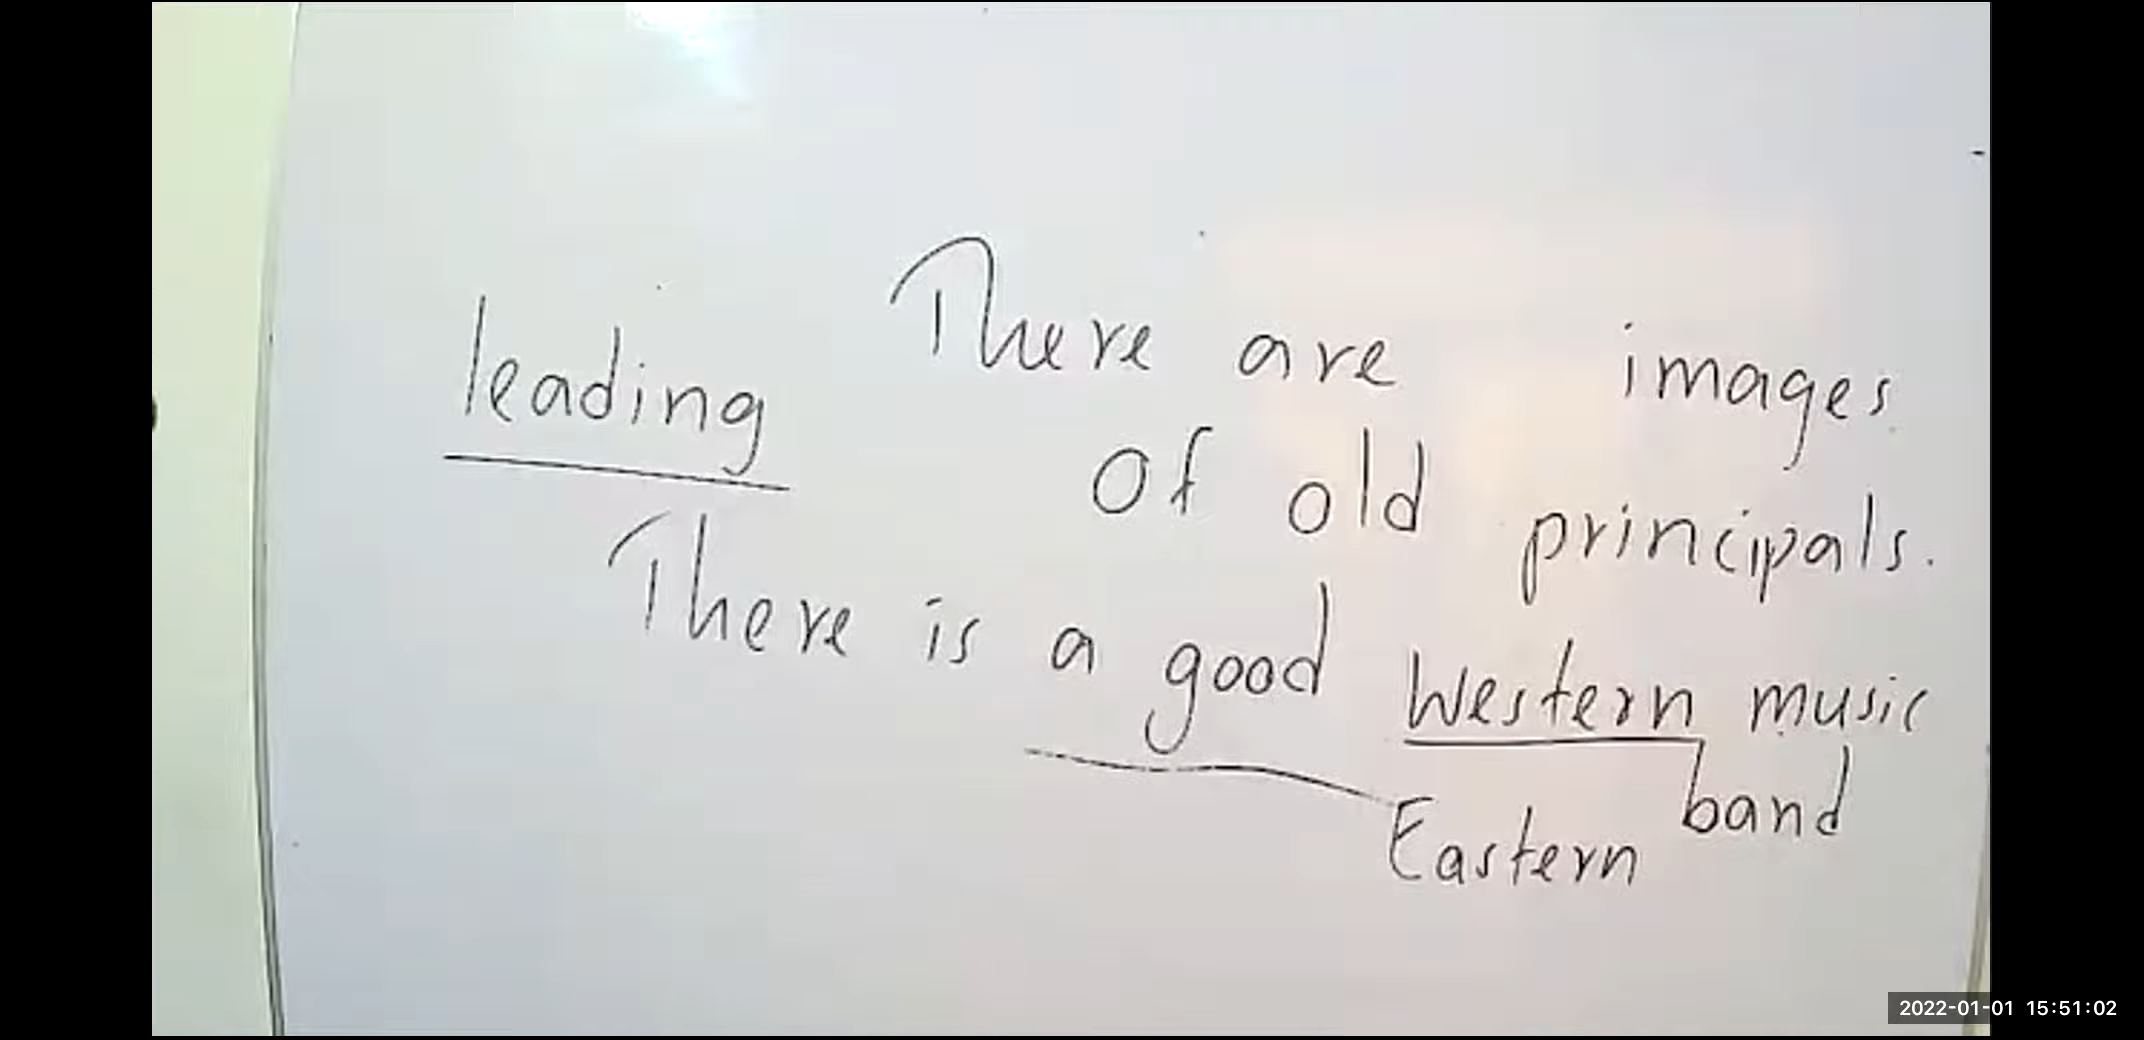 leading
There are images
of old principals.
There is a good Western music
band
Eastern
2022-01-01 15:51:02